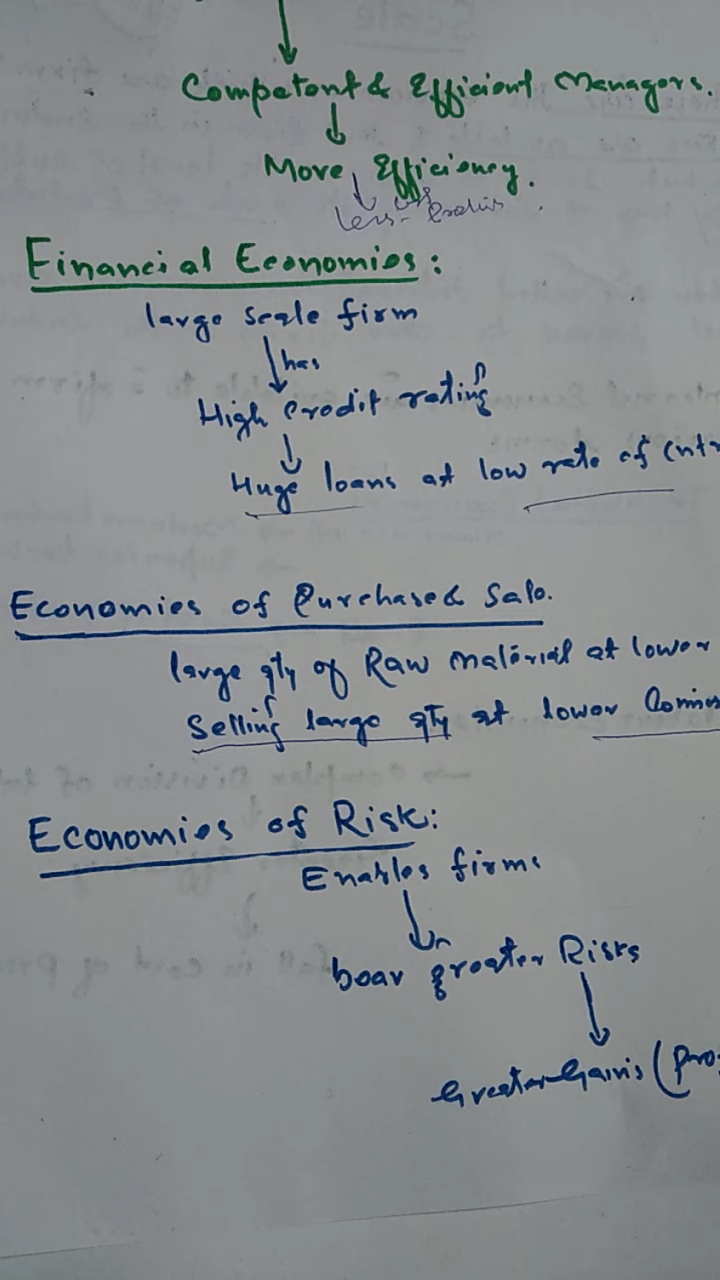 Competent & Efficient Managers.
More Efficiency.
less
Financial Economies:
large scale firm
has
High credit rating
Huge loans at low rate of intr
Economies of Purchase & Sale.
large qty of Raw material at lower
Selling large qty at lower
Economies of Risk:
Enables firms
bear greater Risks
Greater Gains (pro